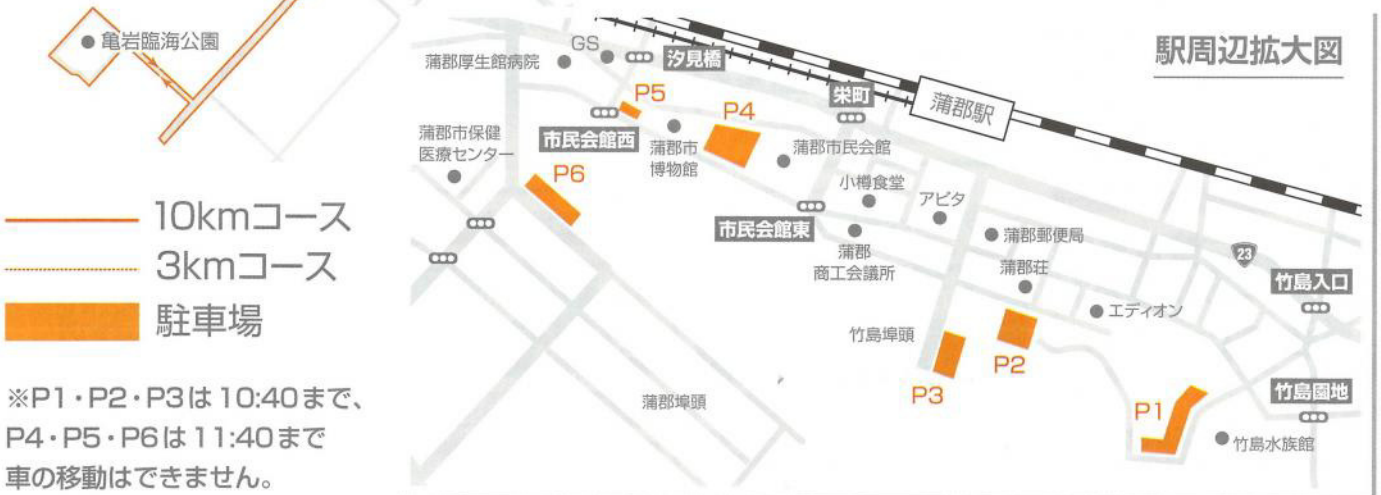 亀岩臨海公園
10kmコース
3kmコース
駐車場
※P1・P2・P3は10:40まで、
P4・P5・P6は11:40まで
車の移動はできません。
駅周辺拡大図
GS
蒲郡厚生館病院
汐見橋
栄町
蒲郡駅
P5
P4
市民会館西
蒲郡市
博物館
蒲郡市民会館
蒲郡市保健
医療センター
P6
小樽食堂
アピタ
市民会館東
蒲郡
商工会議所
蒲郡郵便局
蒲郡荘
23
竹島入口
エディオン
竹島埠頭
P2
P3
蒲郡埠頭
P1
竹島園地
竹島水族館